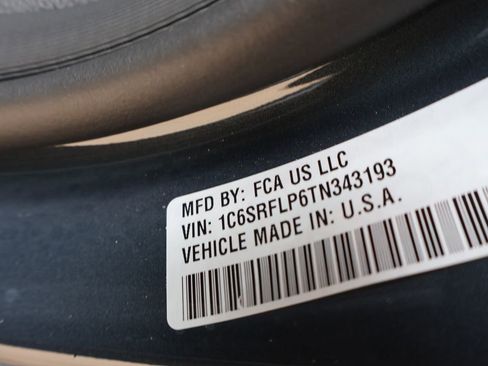 MFD BY: FCA US LLC
VIN: 1C6SRFLP6TN343193
VEHICLE MADE IN: U.S.A.